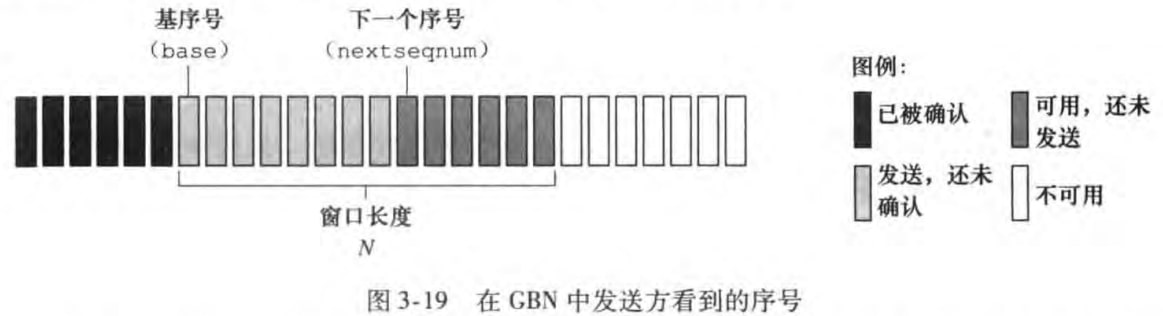 基序号
(base)
下一个序号
(nextseqnum)
窗口长度
N
图例:
已被确认
可用，还未
发送
发送，还未
确认
不可用
图 3-19 在 GBN 中发送方看到的序号